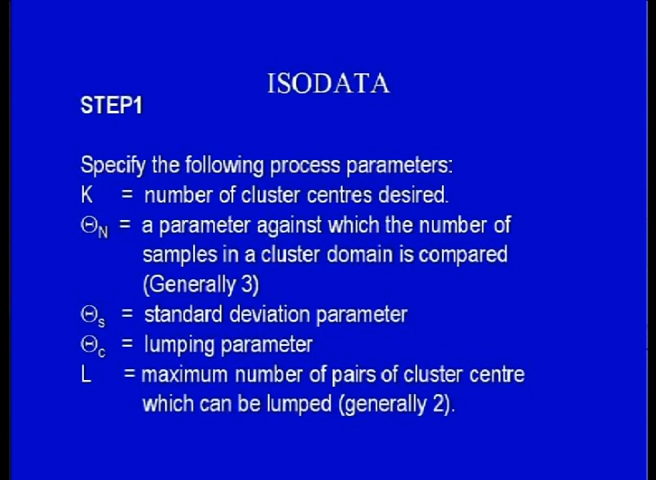 ISODATA
STEP1
Specify the following process parameters:
K = number of cluster centres desired.
ΘN = a parameter against which the number of
samples in a cluster domain is compared
(Generally 3)
Θs = standard deviation parameter
Θc = lumping parameter
L = maximum number of pairs of cluster centre
which can be lumped (generally 2).